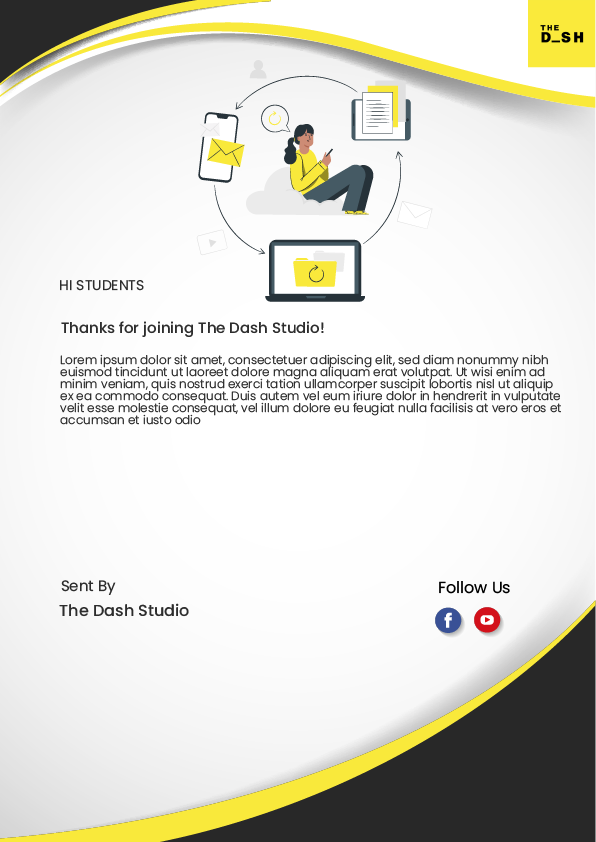 THE
D_SH
HI STUDENTS
Thanks for joining The Dash Studio!
Lorem ipsum dolor sit amet, consectetuer adipiscing elit, sed diam nonummy nibh
euismod tincidunt ut laoreet dolore magna aliquam erat volutpat. Ut wisi enim ad
minim veniam, quis nostrud exerci tation ullamcorper suscipit lobortis nisl ut aliquip
ex ea commodo consequat. Duis autem vel eum iriure dolor in hendrerit in vulputate
velit esse molestie consequat, vel illum dolore eu feugiat nulla facilisis at vero eros et
accumsan et iusto odio
Sent By
The Dash Studio
Follow Us